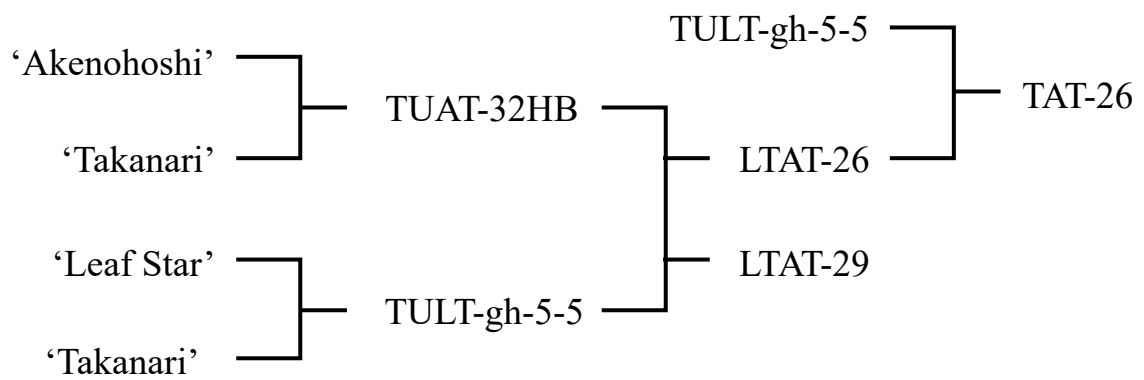 TULT-gh-5-5
‘Akenohoshi’
TAT-26
TUAT-32HB
‘Takanari’
LTAT-26
‘Leaf Star’
LTAT-29
TULT-gh-5-5
‘Takanari’